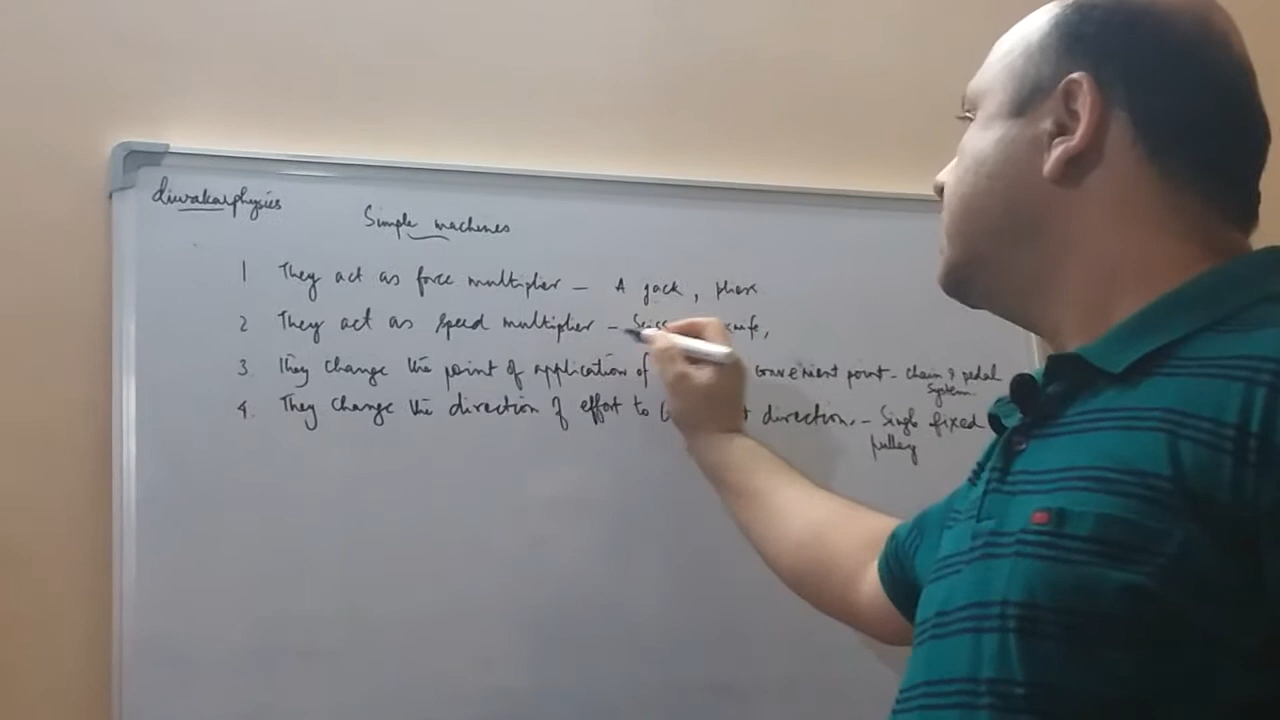 diwakarphysics
Simple machines
1 They act as force multiplier - A jack, pliers
2 They act as speed multiplier - knife,
3. They change the point of application of convenient point - chain & pedal
System.
4. They change the direction of effort to direction. - Single fixed
pulley